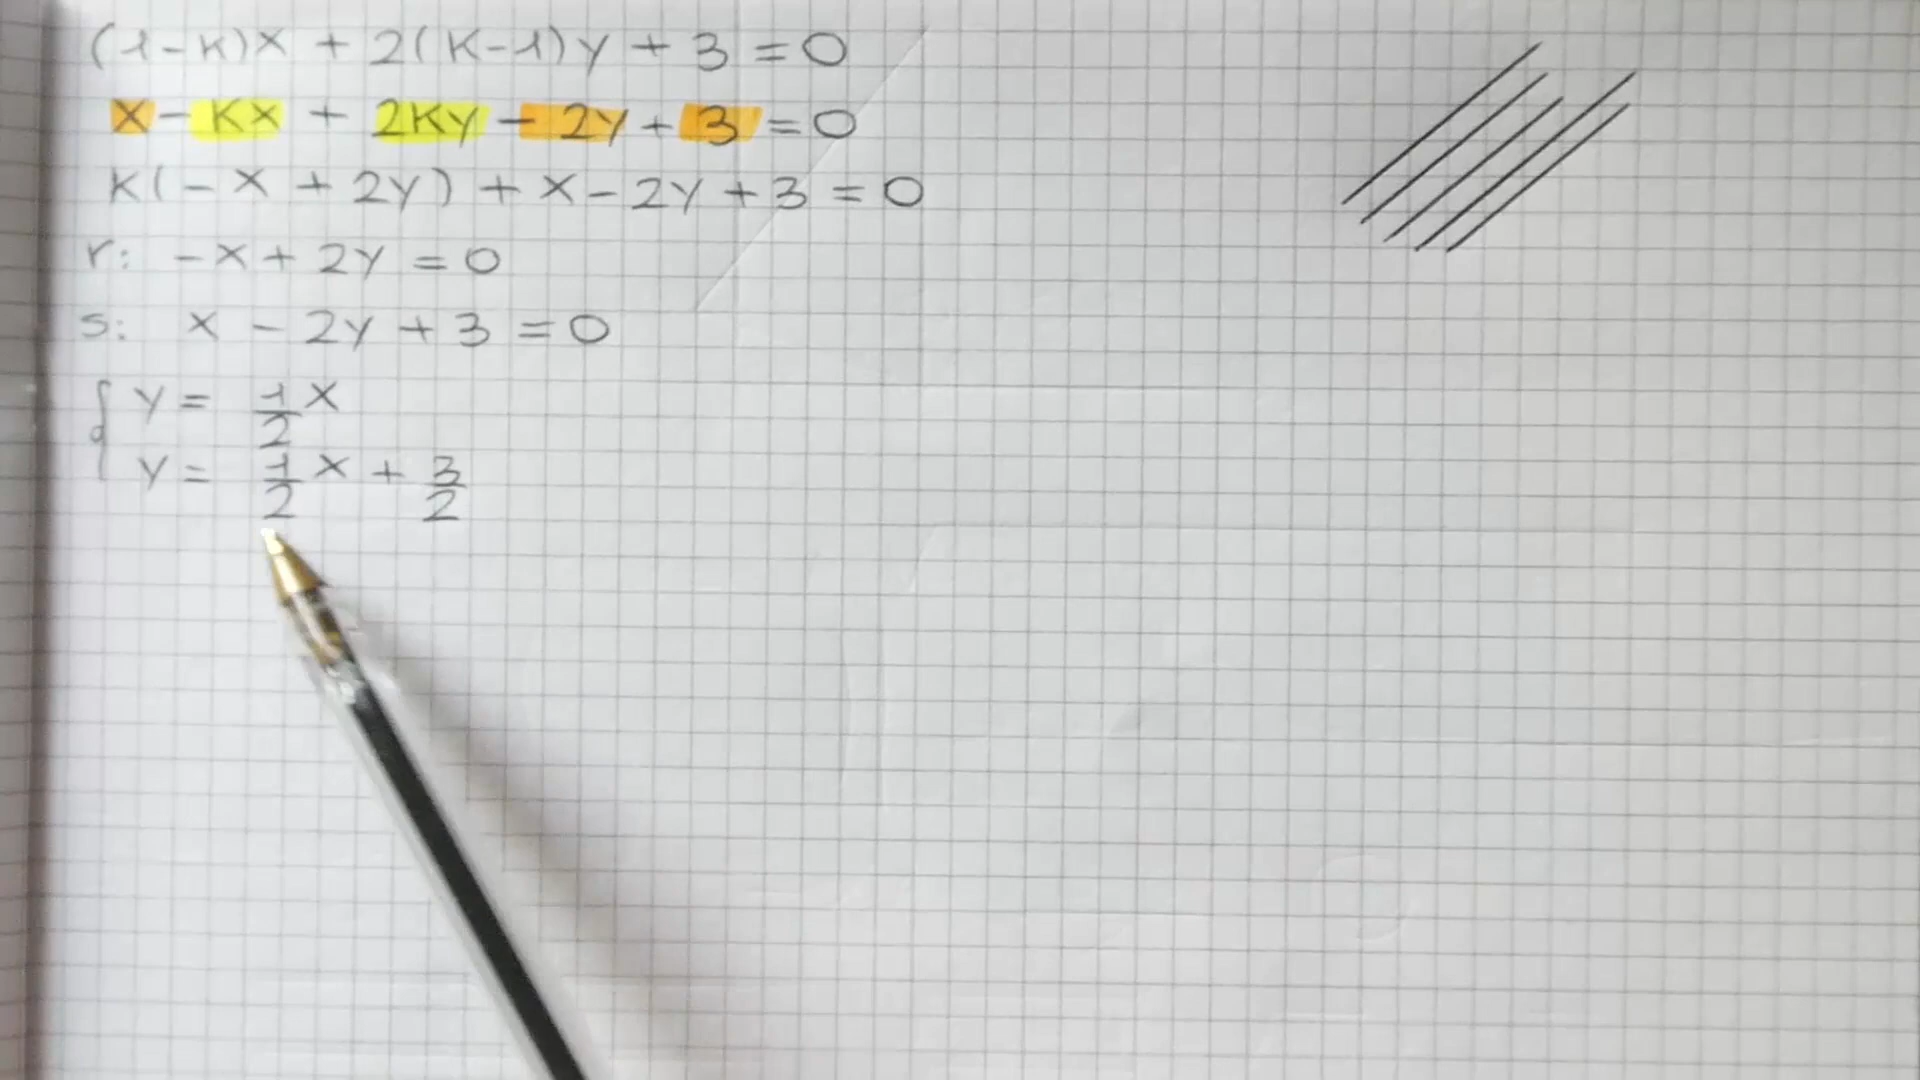 (1-K)x + 2(K-1)y + 3 = 0
x - Kx + 2Ky - 2y + 3 = 0
K(-x + 2y) + x - 2y + 3 = 0
r: -x + 2y = 0
s: x - 2y + 3 = 0
{ y = 1/2 x
y = 1/2 x + 3/2